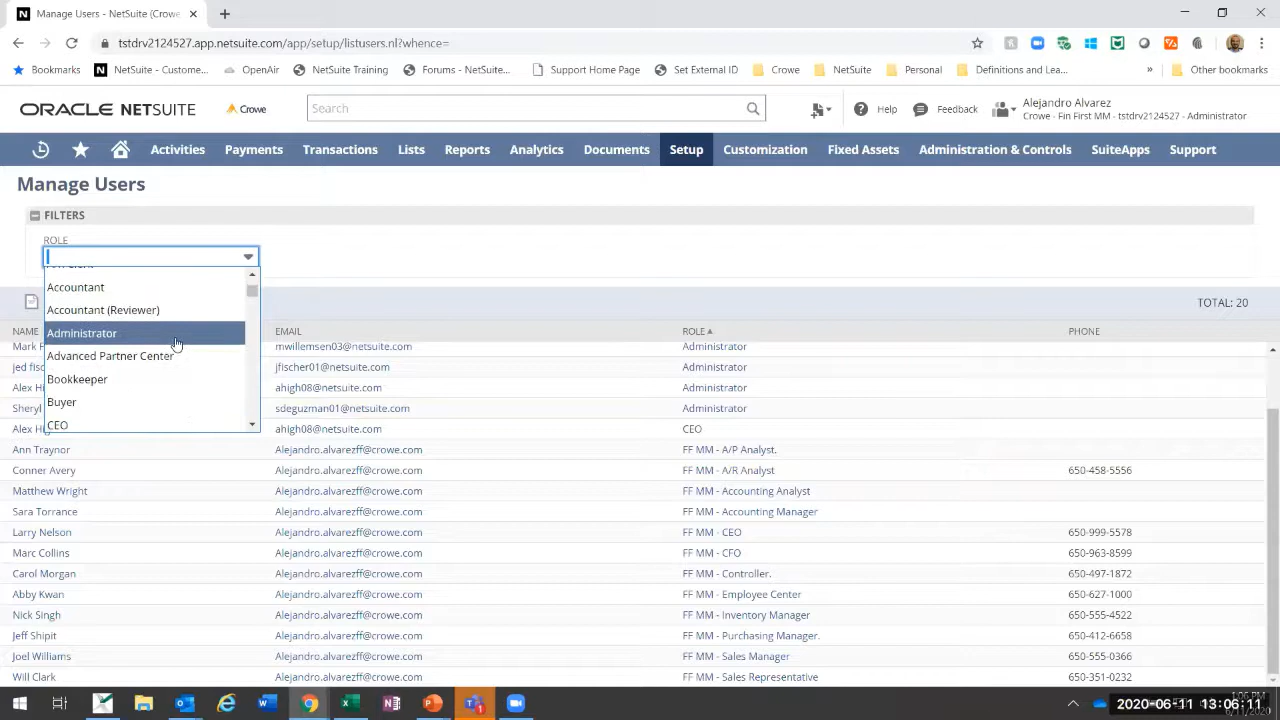 Manage Users - NetSuite (Crowe
tstdrv2124527.app.netsuite.com/app/setup/listusers.nl?whence=
Bookmarks NetSuite - Custome... OpenAir NetSuite Training Forums - NetSuite... Support Home Page Set External ID Crowe NetSuite Personal Definitions and Lea... » Other bookmarks
ORACLE NETSUITE Crowe Search Help Feedback Alejandro Alvarez
Crowe - Fin First MM - tstdrv2124527 - Administrator
Activities Payments Transactions Lists Reports Analytics Documents Setup Customization Fixed Assets Administration & Controls SuiteApps Support
Manage Users
FILTERS
ROLE
Accountant
Accountant (Reviewer)
Administrator
Advanced Partner Center
Bookkeeper
Buyer
CEO
TOTAL: 20
NAME EMAIL ROLE PHONE
Mark mwillemsen03@netsuite.com Administrator
jed jfischer01@netsuite.com Administrator
Alex ahigh08@netsuite.com Administrator
Sheryl sdeguzman01@netsuite.com Administrator
Alex ahigh08@netsuite.com CEO
Ann Traynor Alejandro.alvarezff@crowe.com FF MM - A/P Analyst.
Conner Avery Alejandro.alvarezff@crowe.com FF MM - A/R Analyst 650-458-5556
Matthew Wright Alejandro.alvarezff@crowe.com FF MM - Accounting Analyst
Sara Torrance Alejandro.alvarezff@crowe.com FF MM - Accounting Manager
Larry Nelson Alejandro.alvarezff@crowe.com FF MM - CEO 650-999-5578
Marc Collins Alejandro.alvarezff@crowe.com FF MM - CFO 650-963-8599
Carol Morgan Alejandro.alvarezff@crowe.com FF MM - Controller. 650-497-1872
Abby Kwan Alejandro.alvarezff@crowe.com FF MM - Employee Center 650-627-1000
Nick Singh Alejandro.alvarezff@crowe.com FF MM - Inventory Manager 650-555-4522
Jeff Shipit Alejandro.alvarezff@crowe.com FF MM - Purchasing Manager. 650-412-6658
Joel Williams Alejandro.alvarezff@crowe.com FF MM - Sales Manager 650-555-0366
Will Clark Alejandro.alvarezff@crowe.com FF MM - Sales Representative 650-351-0232
2020-06-11 13:06:11